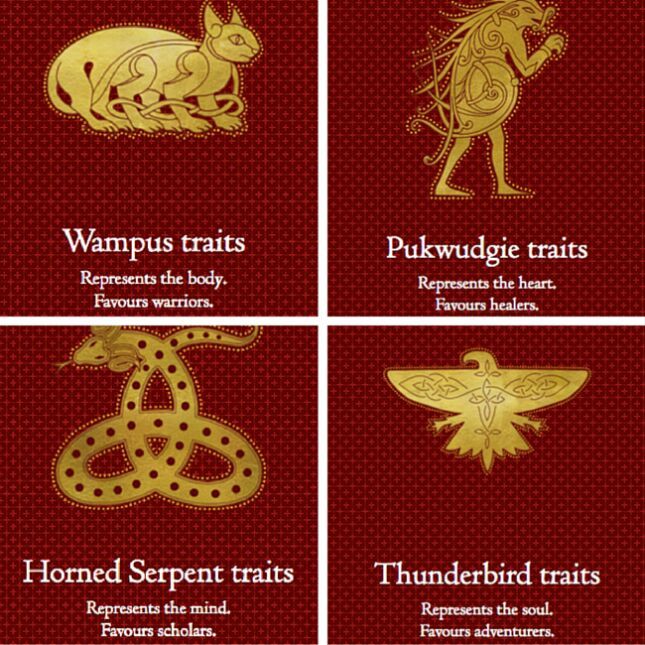 Wampus traits
Represents the body.
Favours warriors.
Pukwudgie traits
Represents the heart.
Favours healers.
Horned Serpent traits
Represents the mind.
Favours scholars.
Thunderbird traits
Represents the soul.
Favours adventurers.